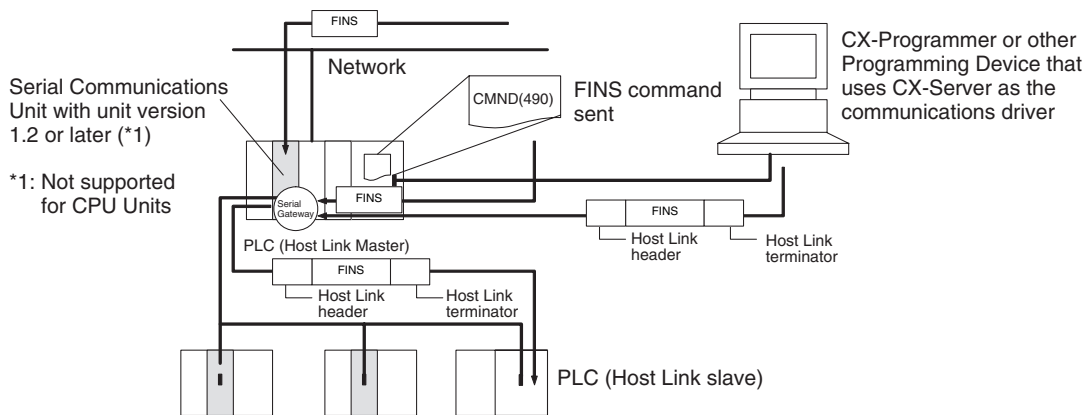 FINS
Network
CMND(490)
FINS command
sent
CX-Programmer or other
Programming Device that
uses CX-Server as the
communications driver
Serial Communications
Unit with unit version
1.2 or later (*1)
*1: Not supported
for CPU Units
Serial
Gateway
FINS
PLC (Host Link Master)
FINS
Host Link
header
Host Link
terminator
FINS
Host Link
header
Host Link
terminator
PLC (Host Link slave)